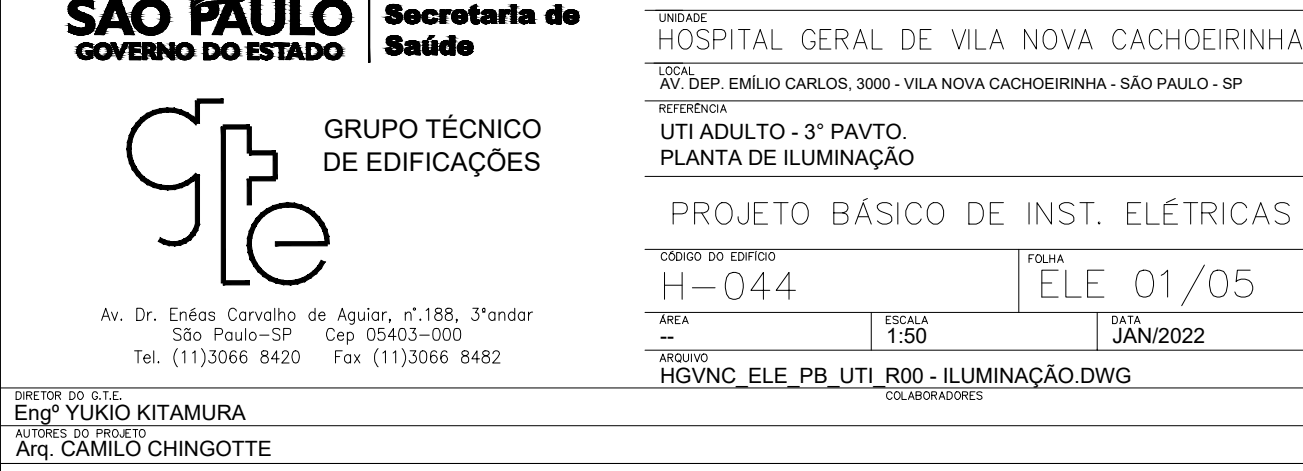 SÃO PAULO
GOVERNO DO ESTADO
Secretaria de
Saúde
gte
GRUPO TÉCNICO
DE EDIFICAÇÕES
Av. Dr. Enéas Carvalho de Aguiar, n°.188, 3°andar
São Paulo-SP Cep 05403-000
Tel. (11)3066 8420 Fax (11)3066 8482
UNIDADE
HOSPITAL GERAL DE VILA NOVA CACHOEIRINHA
LOCAL
AV. DEP. EMÍLIO CARLOS, 3000 - VILA NOVA CACHOEIRINHA - SÃO PAULO - SP
REFERÊNCIA
UTI ADULTO - 3° PAVTO.
PLANTA DE ILUMINAÇÃO
PROJETO BÁSICO DE INST. ELÉTRICAS
CÓDIGO DO EDIFÍCIO
H-044
FOLHA
ELE 01/05
ÁREA
--
ESCALA
1:50
DATA
JAN/2022
ARQUIVO
HGVNC_ELE_PB_UTI_R00 - ILUMINAÇÃO.DWG
DIRETOR DO G.T.E.
Engº YUKIO KITAMURA
COLABORADORES
AUTORES DO PROJETO
Arq. CAMILO CHINGOTTE